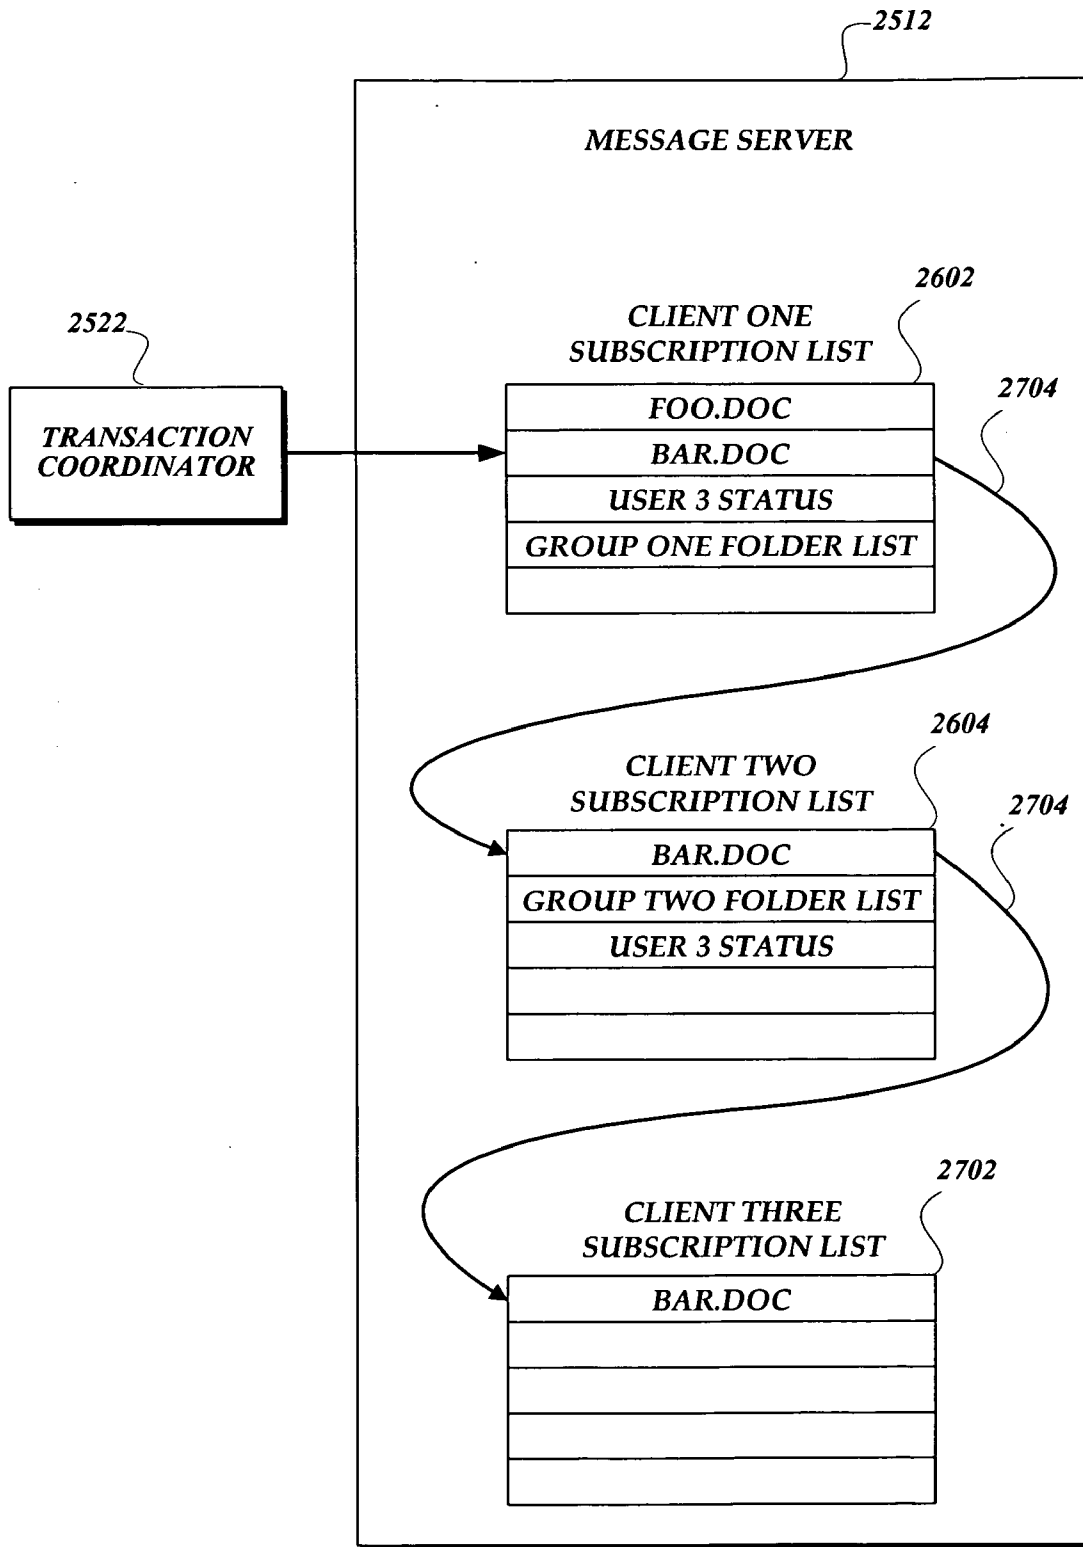 2512
MESSAGE SERVER
2602
CLIENT ONE
SUBSCRIPTION LIST
2704
2522
FOO.DOC
TRANSACTION
COORDINATOR
BAR.DOC
USER 3 STATUS
GROUP ONE FOLDER LIST
2604
CLIENT TWO
SUBSCRIPTION LIST
2704
BAR.DOC
GROUP TWO FOLDER LIST
USER 3 STATUS
2702
CLIENT THREE
SUBSCRIPTION LIST
BAR.DOC